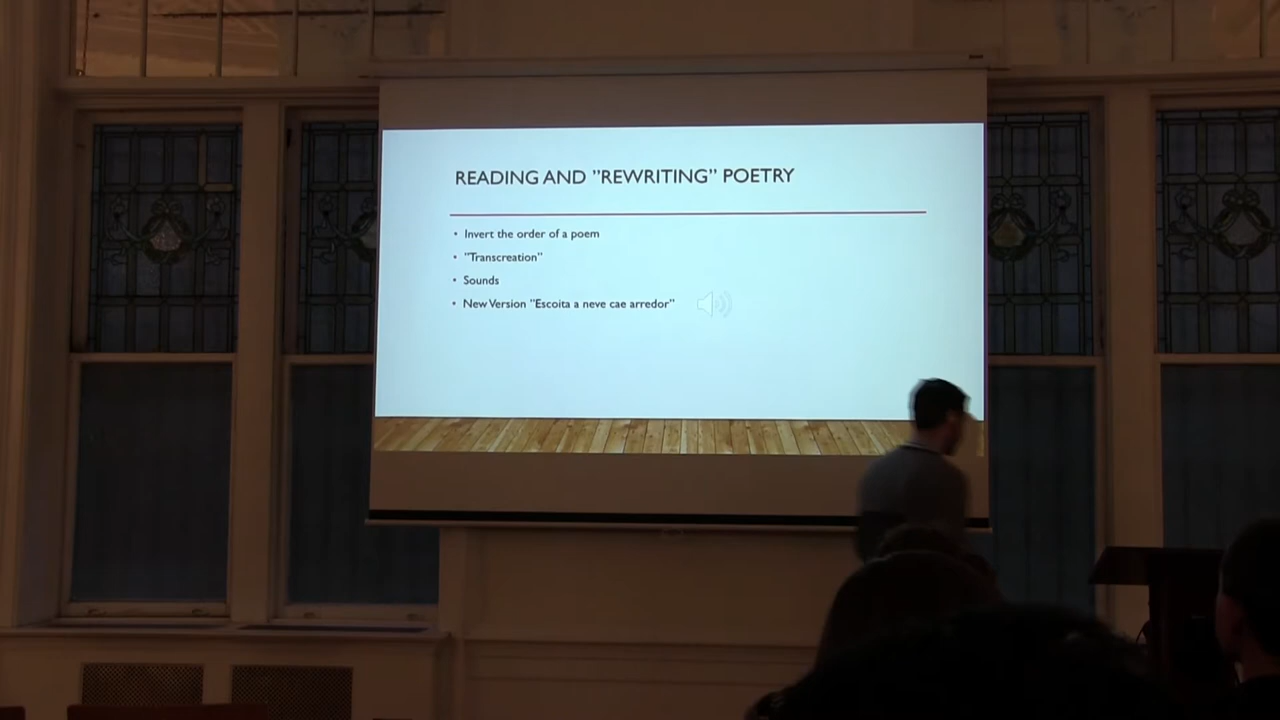 READING AND ”REWRITING” POETRY
• Invert the order of a poem
• ”Transcreation”
• Sounds
• New Version ”Escoita a neve cae arredor”